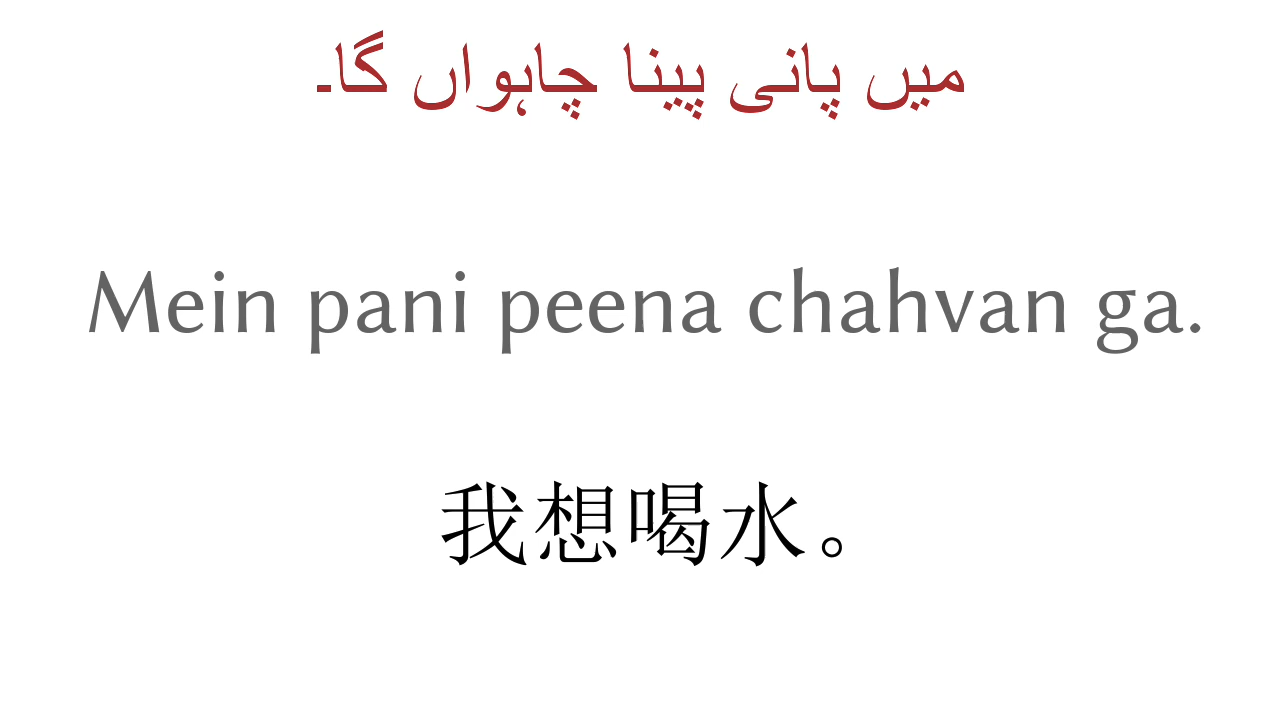 میں پانی پینا چاہواں گا۔
Mein pani peena chahvan ga.
我想喝水。